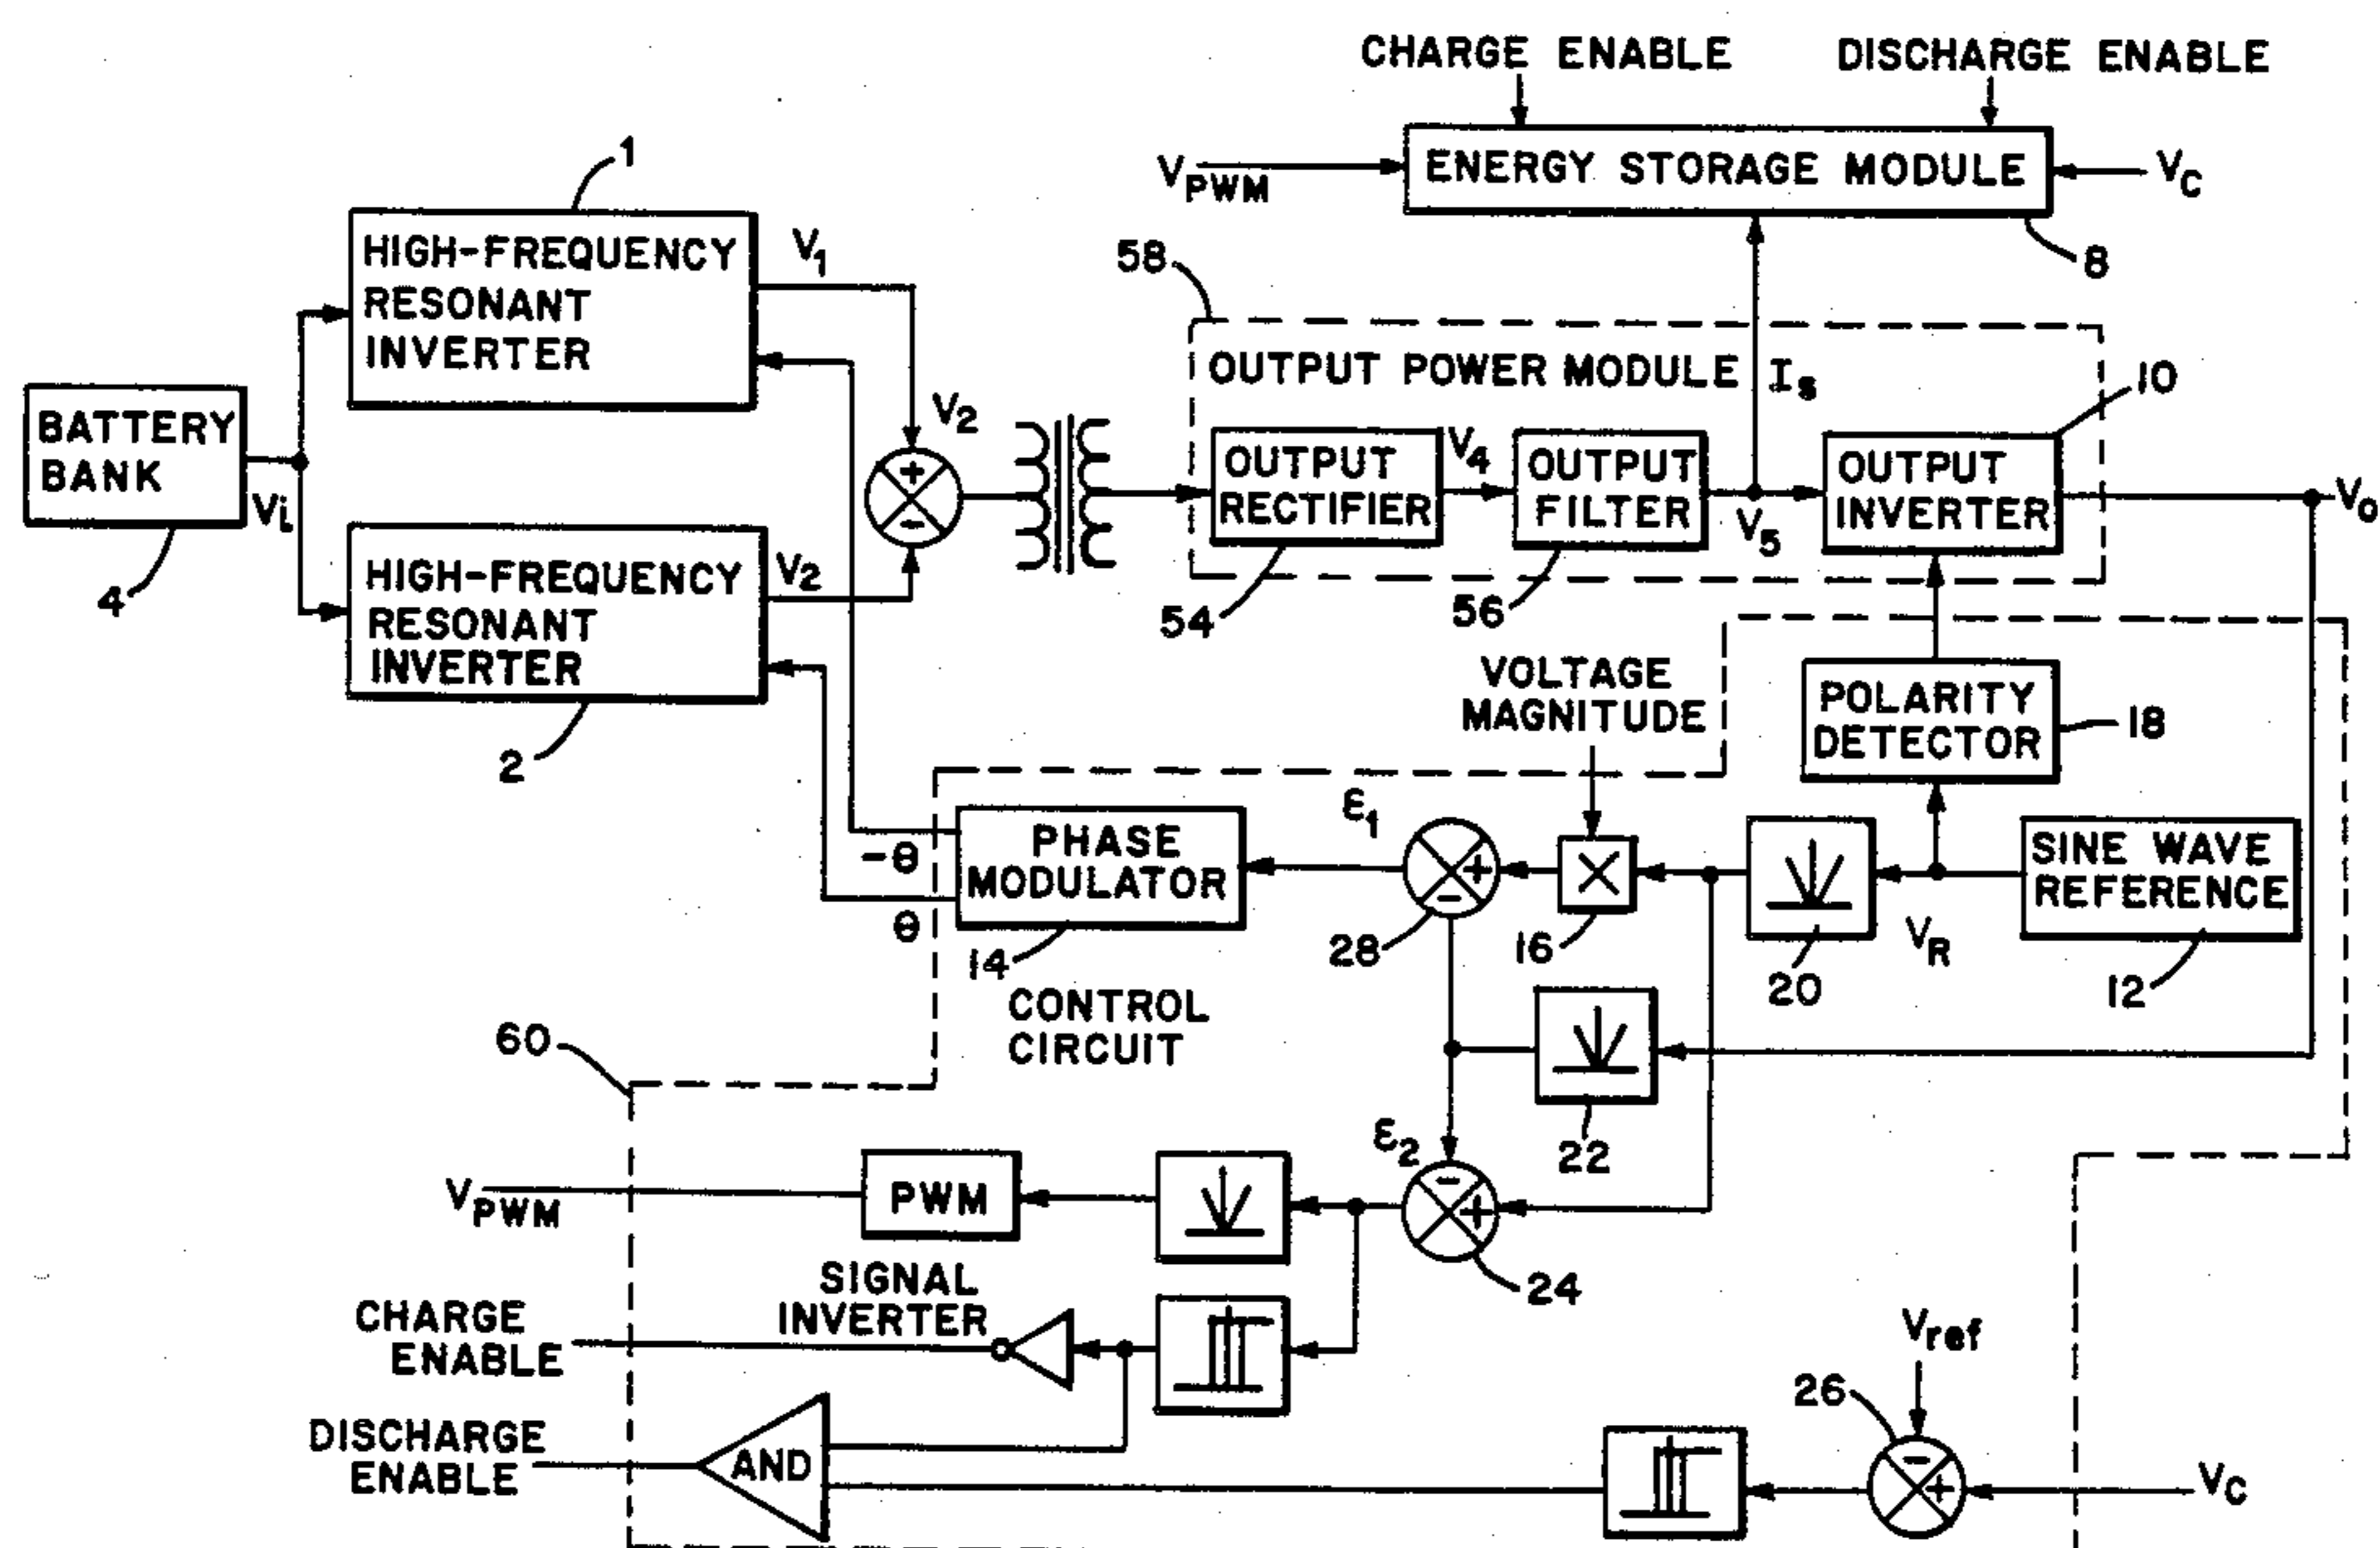 CHARGE ENABLE
DISCHARGE ENABLE
V_PWM
ENERGY STORAGE MODULE
V_C
8
1
HIGH-FREQUENCY
RESONANT
INVERTER
V_1
58
OUTPUT POWER MODULE
I_s
10
BATTERY
BANK
V_i
4
V_2
OUTPUT
RECTIFIER
V_4
OUTPUT
FILTER
V_5
OUTPUT
INVERTER
V_o
+
-
54
56
HIGH-FREQUENCY
RESONANT
INVERTER
V_2
2
VOLTAGE
MAGNITUDE
POLARITY
DETECTOR
18
-θ
θ
PHASE
MODULATOR
14
ε_1
+
-
28
X
16
20
V_R
SINE WAVE
REFERENCE
12
CONTROL
CIRCUIT
60
22
ε_2
-
+
24
V_PWM
PWM
SIGNAL
INVERTER
CHARGE
ENABLE
DISCHARGE
ENABLE
AND
V_ref
26
-
+
V_C